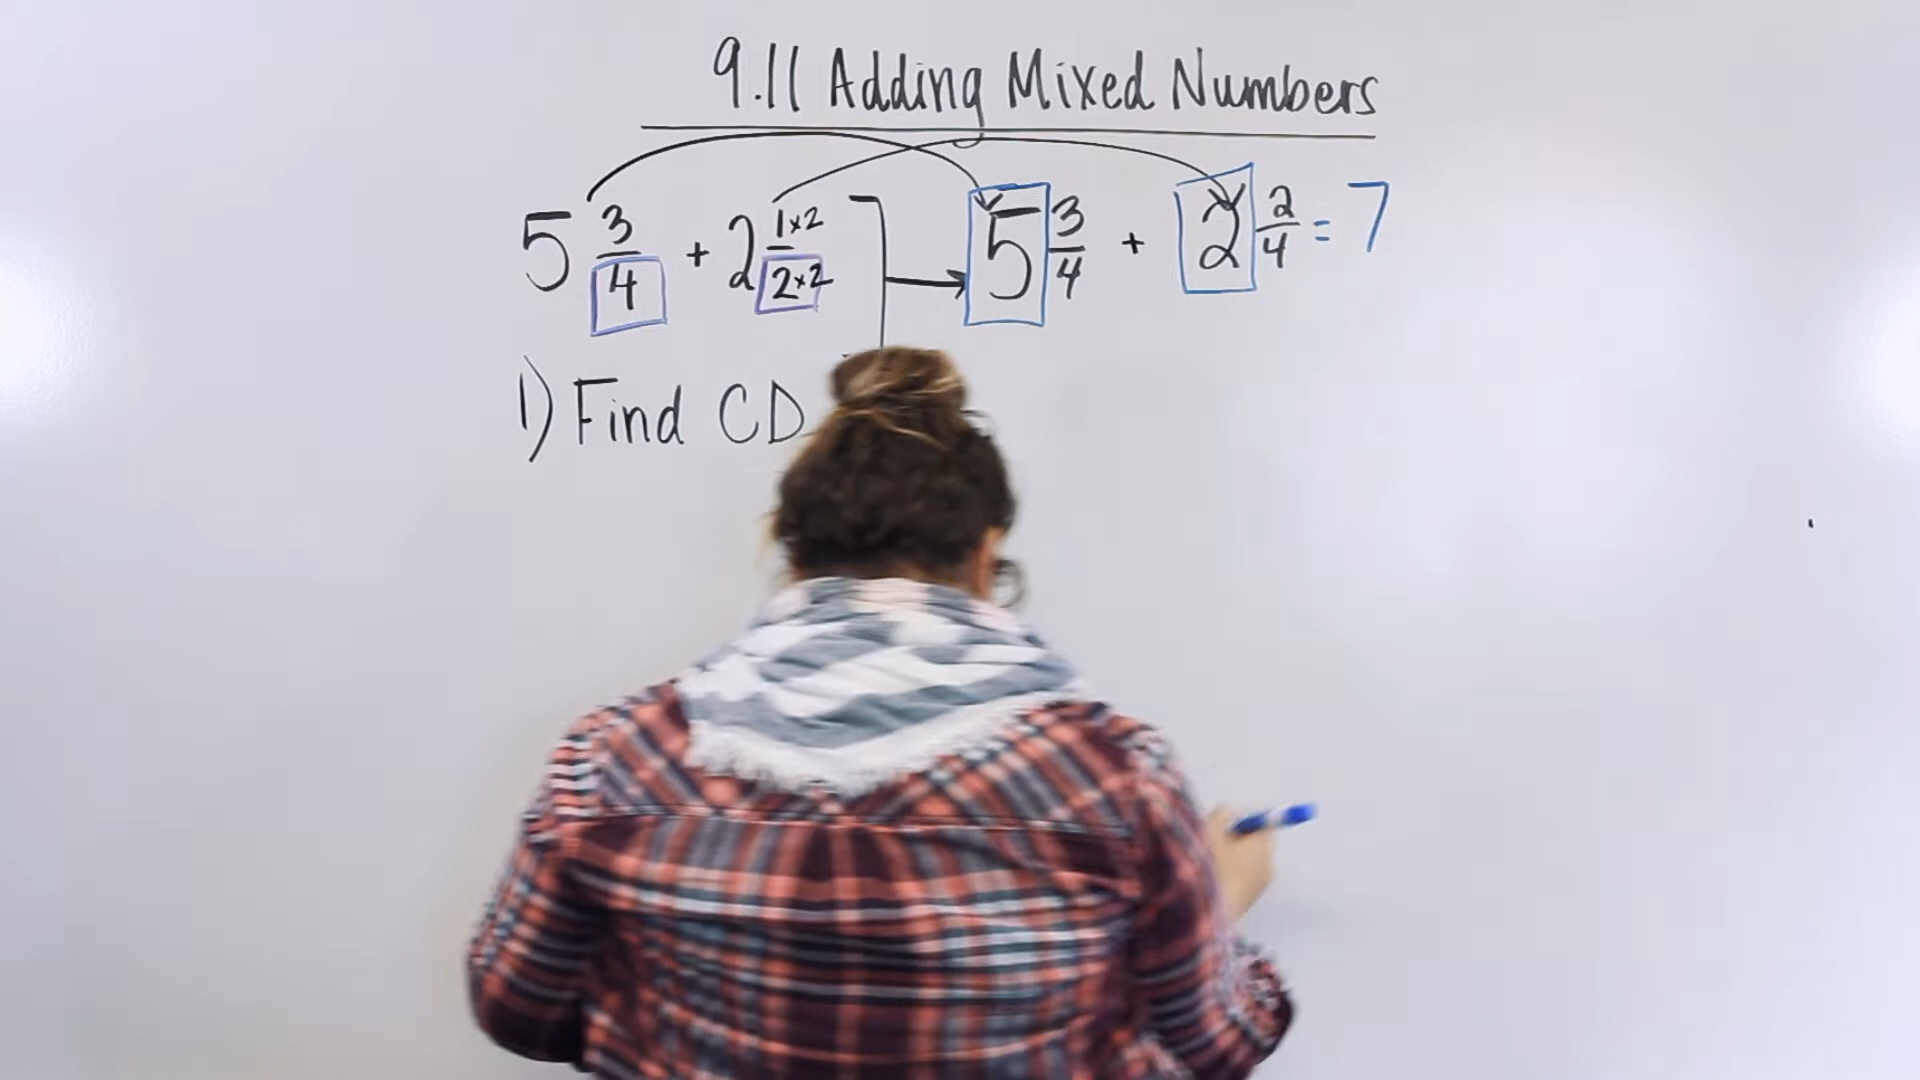 9.11 Adding Mixed Numbers
5 3/4 + 2 1×2/2×2 → 5 3/4 + 2 2/4 = 7
1) Find CD